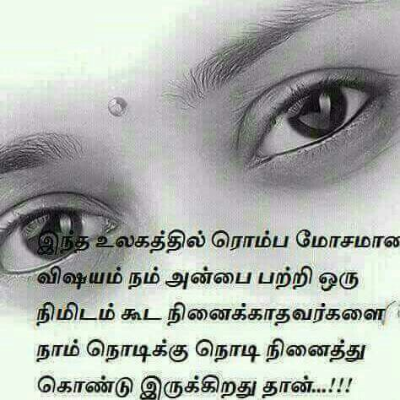 இந்த உலகத்தில் ரொம்ப மோசமான
விஷயம் நம் அன்பை பற்றி ஒரு
நிமிடம் கூட நினைக்காதவர்களை
நாம் நொடிக்கு நொடி நினைத்து
கொண்டு இருக்கிறது தான்...!!!